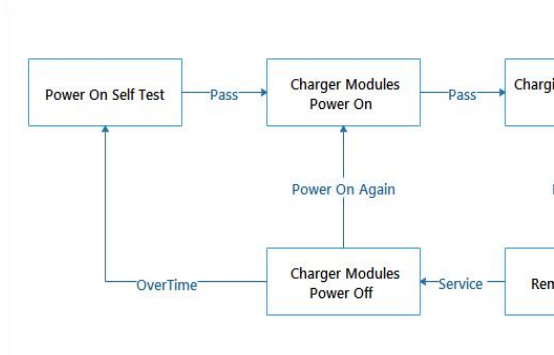 Power On Self Test
Pass
Charger Modules
Power On
Pass
Power On Again
OverTime
Charger Modules
Power Off
Service